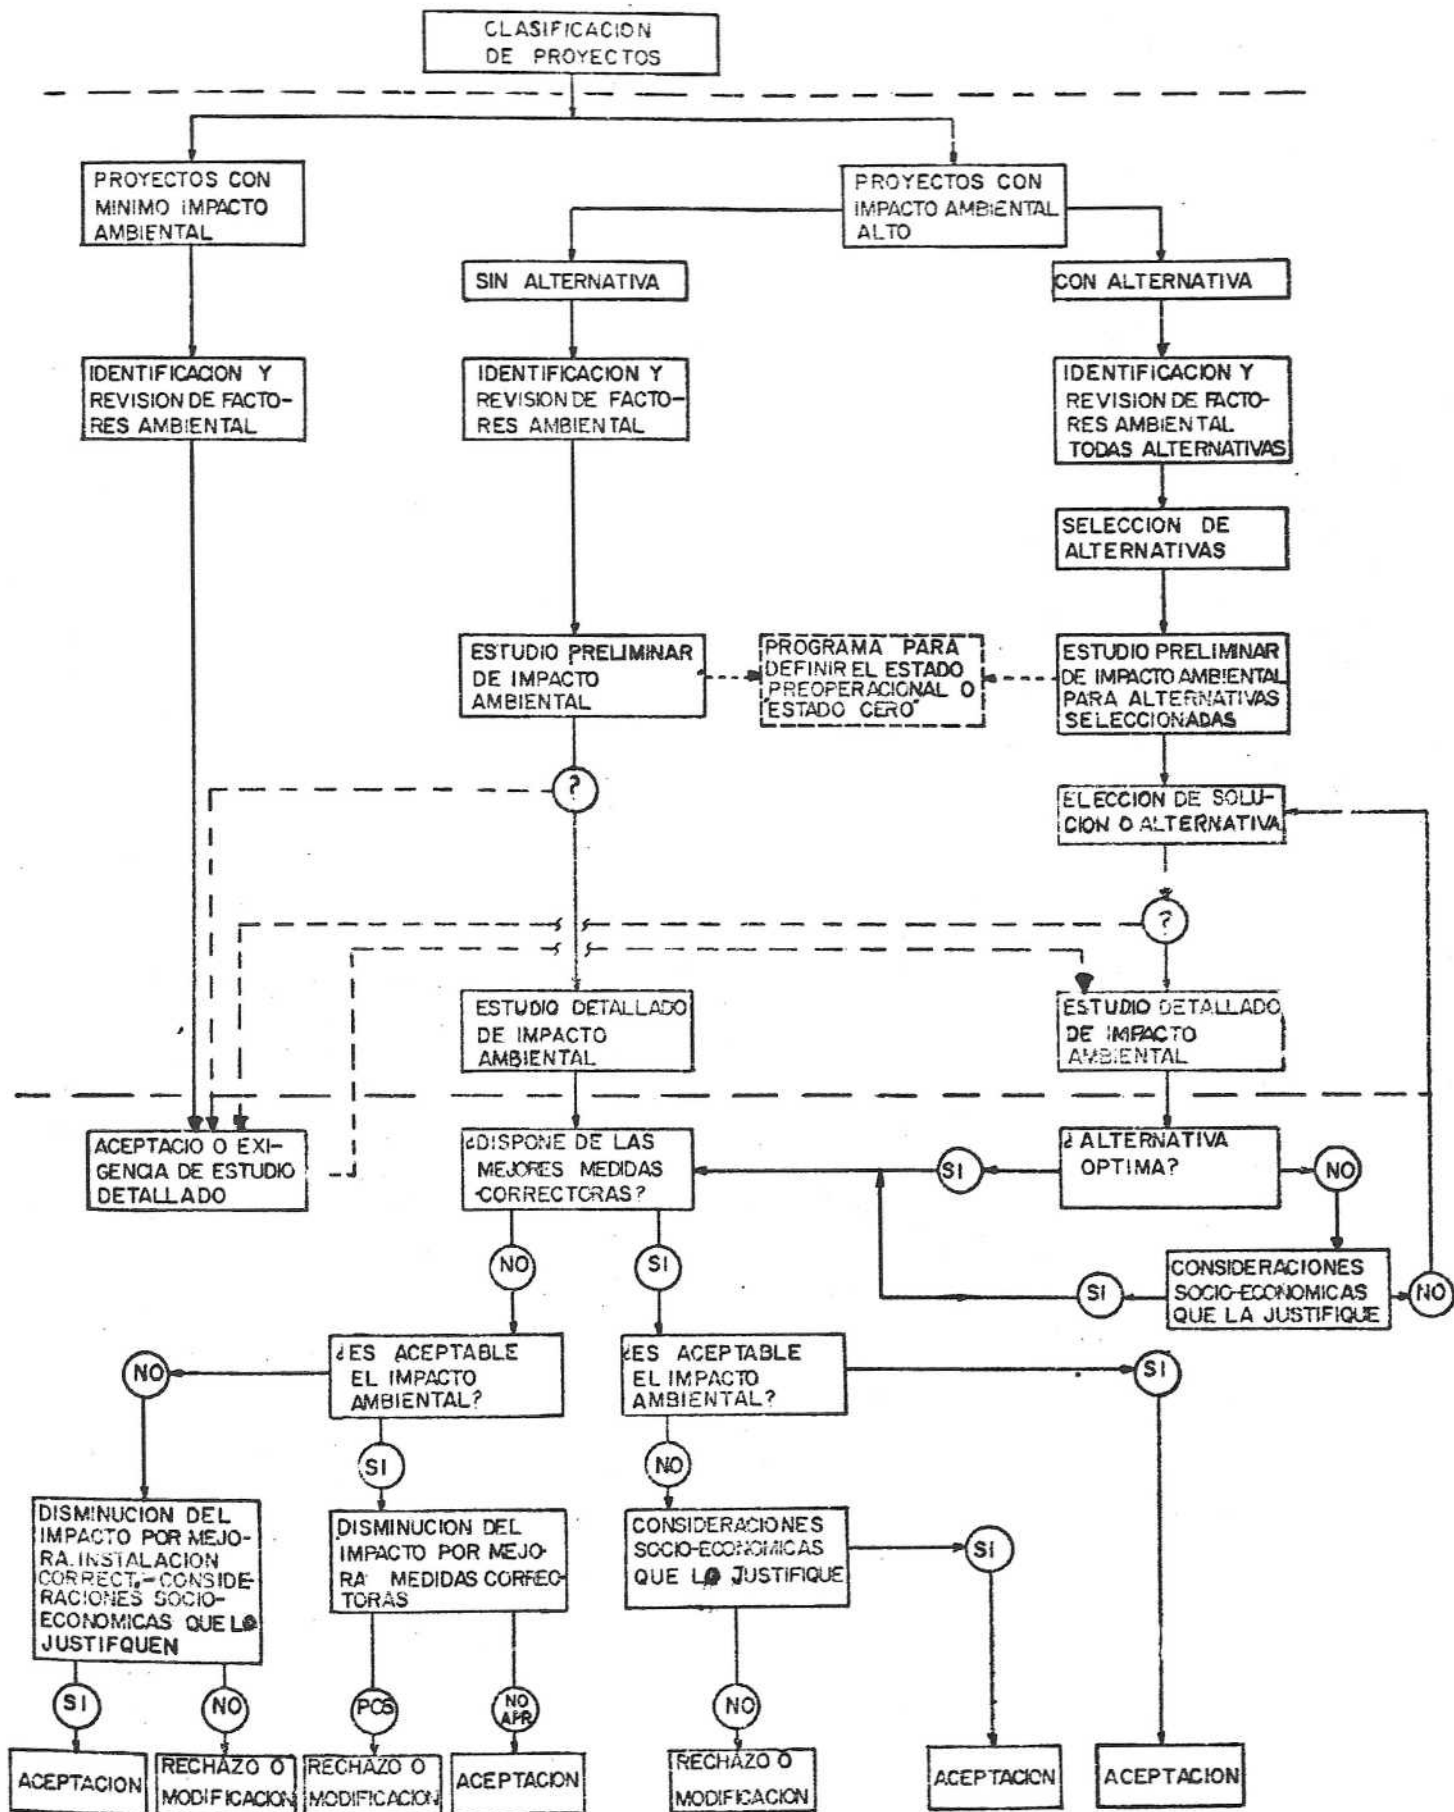 CLASIFICACION
DE PROYECTOS
PROYECTOS CON
MINIMO IMPACTO
AMBIENTAL
PROYECTOS CON
IMPACTO AMBIENTAL
ALTO
SIN ALTERNATIVA
CON ALTERNATIVA
IDENTIFICACION Y
REVISION DE FACTO-
RES AMBIENTAL
IDENTIFICACION Y
REVISION DE FACTO-
RES AMBIENTAL
IDENTIFICACION Y
REVISION DE FACTO-
RES AMBIENTAL
TODAS ALTERNATIVAS
SELECCION DE
ALTERNATIVAS
ESTUDIO PRELIMINAR
DE IMPACTO
AMBIENTAL
PROGRAMA PARA
DEFINIR EL ESTADO
PREOPERACIONAL O
"ESTADO CERO"
ESTUDIO PRELIMINAR
DE IMPACTO AMBIENTAL
PARA ALTERNATIVAS
SELECCIONADAS
?
ELECCION DE SOLU-
CION O ALTERNATIVA
?
ESTUDIO DETALLADO
DE IMPACTO
AMBIENTAL
ESTUDIO DETALLADO
DE IMPACTO
AMBIENTAL
ACEPTACIO O EXI-
GENCIA DE ESTUDIO
DETALLADO
¿DISPONE DE LAS
MEJORES MEDIDAS
CORRECTORAS?
SI
¿ALTERNATIVA
OPTIMA?
NO
NO
SI
SI
CONSIDERACIONES
SOCIO-ECONOMICAS
QUE LA JUSTIFIQUE
NO
NO
¿ES ACEPTABLE
EL IMPACTO
AMBIENTAL?
¿ES ACEPTABLE
EL IMPACTO
AMBIENTAL?
SI
SI
NO
DISMINUCION DEL
IMPACTO POR MEJO-
RA. INSTALACION
CORRECT.-CONSIDE-
RACIONES SOCIO-
ECONOMICAS QUE LO
JUSTIFQUEN
DISMINUCION DEL
IMPACTO POR MEJO-
RA MEDIDAS CORREC-
TORAS
CONSIDERACIONES
SOCIO-ECONOMICAS
QUE LO JUSTIFIQUE
SI
SI
NO
POS
NO
APR
NO
ACEPTACION
RECHAZO O
MODIFICACION
RECHAZO O
MODIFICACION
ACEPTACION
RECHAZO O
MODIFICACION
ACEPTACION
ACEPTACION